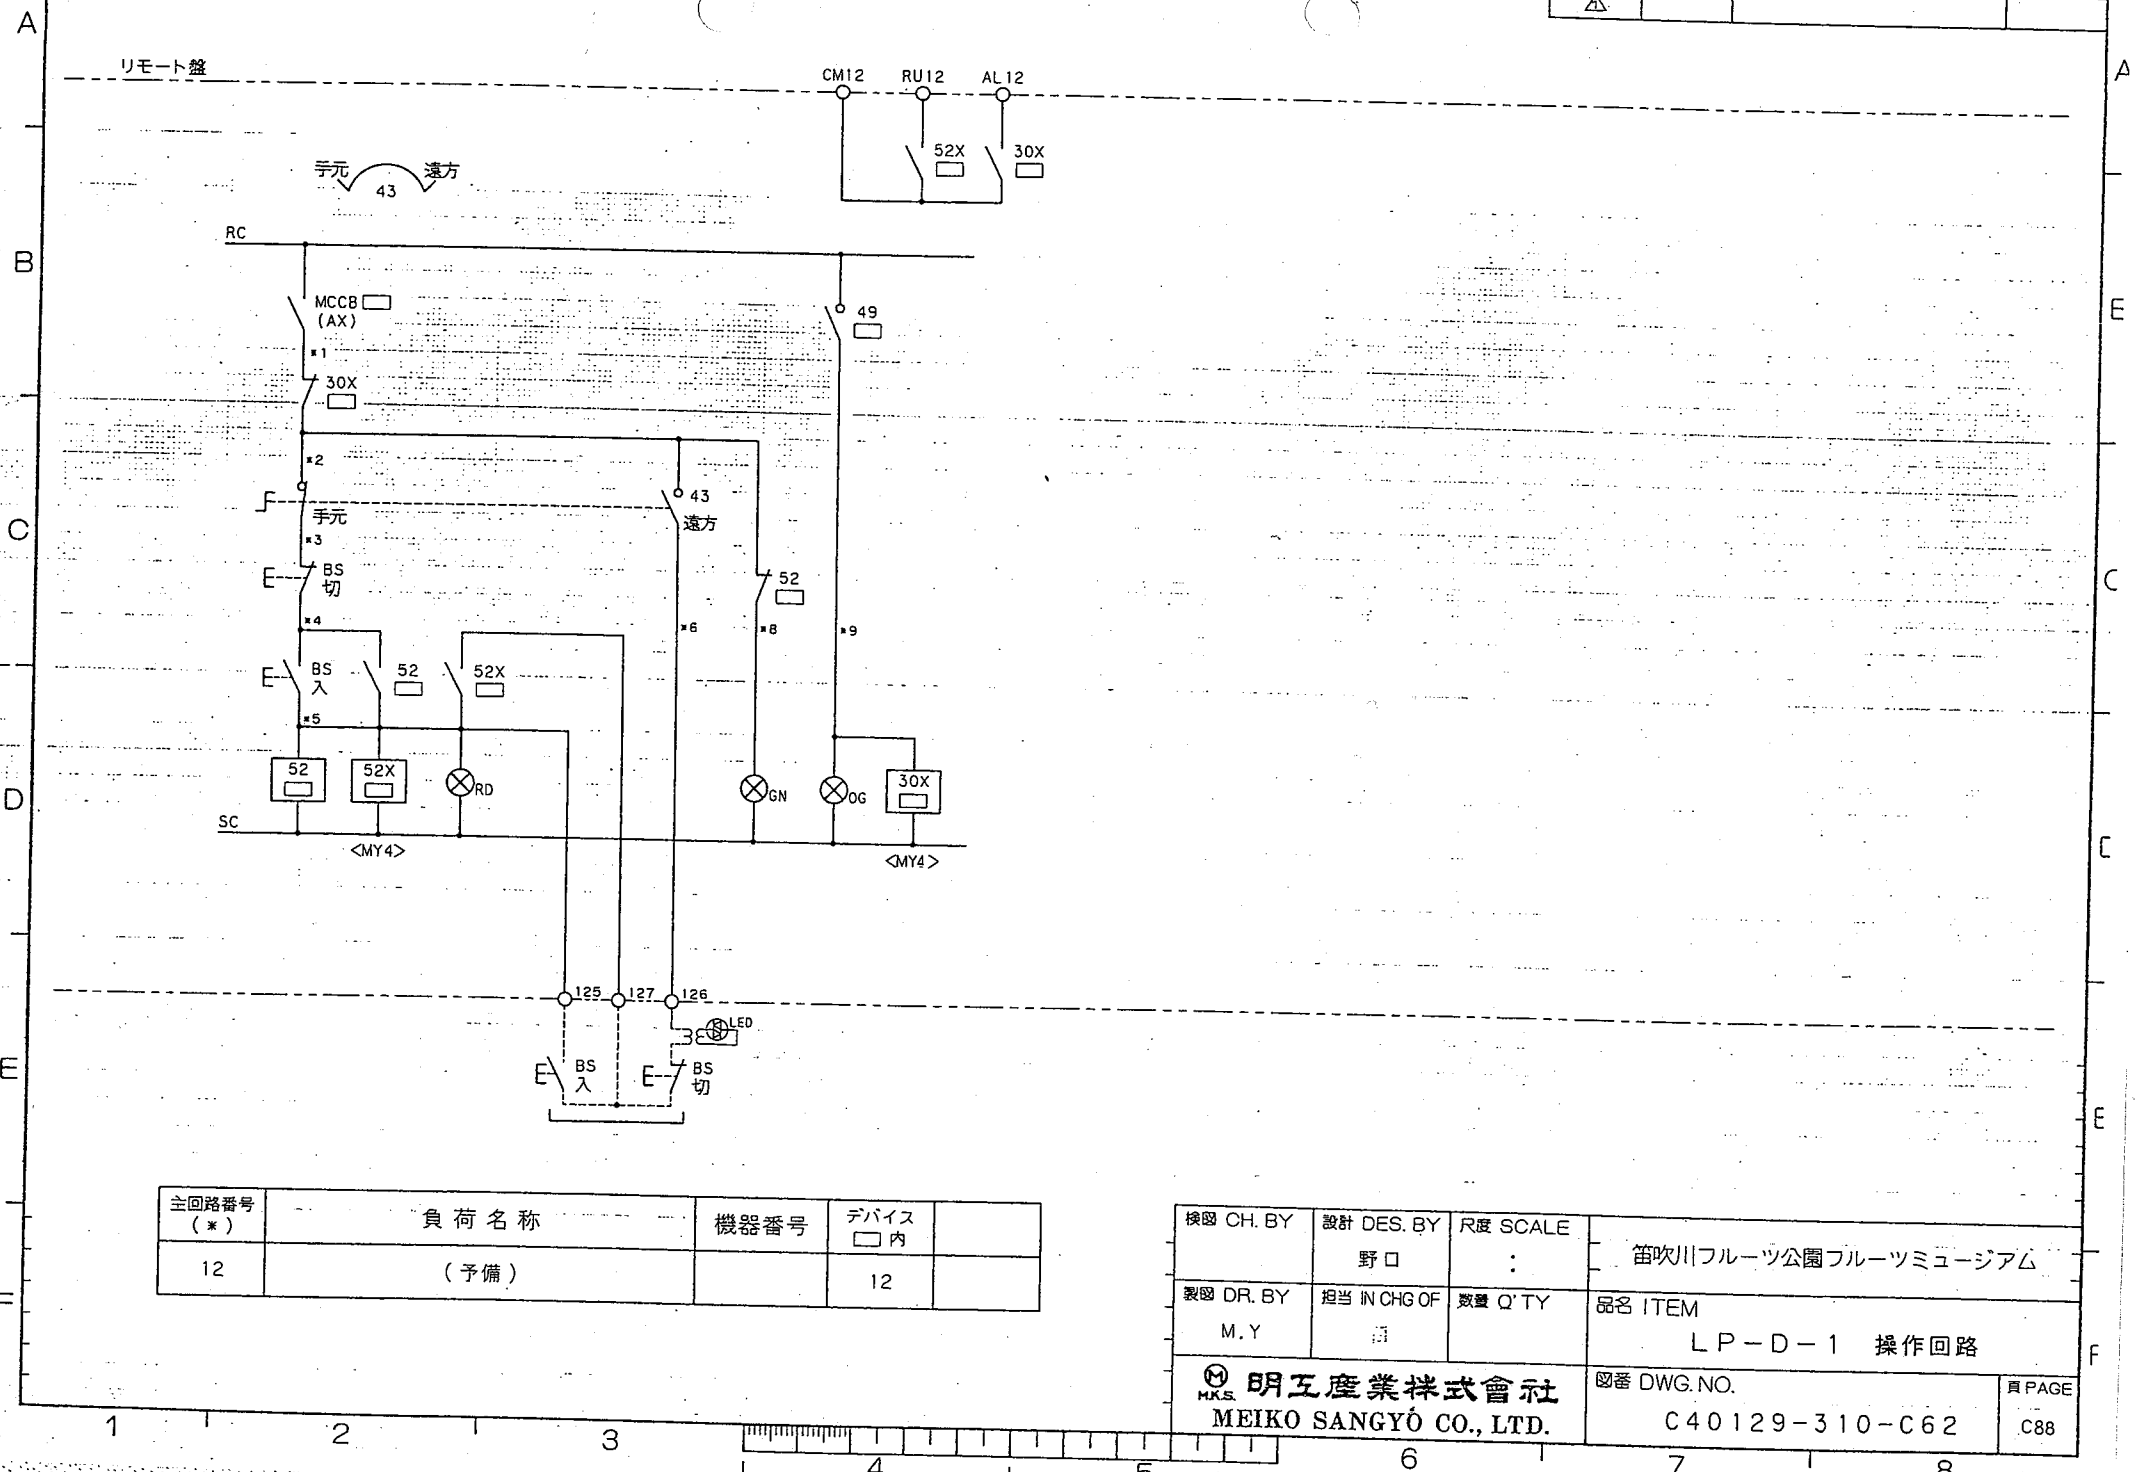 A
A
リモート盤
CM12 RU12 AL12
52X
30X
手元 遠方
43
RC
B
MCCB
(AX)
*1
30X
49
*2
43
手元
遠方
*3
C
BS
切
52
C
*4
*6
*8
*9
BS
入
52
52X
*5
52
52X
RD
GN
OG
30X
D
SC
<MY4>
<MY4>
125 127 126
LED
E
BS
入
BS
切
E
主回路番号
(*)
負荷名称
機器番号
デバイス
内
12
(予備)
12
検図 CH. BY
設計 DES. BY
野口
尺度 SCALE
:
笛吹川フルーツ公園フルーツミュージアム
製図 DR. BY
M.Y
担当 IN CHG OF
数量 Q'TY
品名 ITEM
LP-D-1 操作回路
M
M.K.S.
明工産業株式會社
MEIKO SANGYŌ CO., LTD.
図番 DWG. NO.
C40129-310-C62
頁 PAGE
C88
F
1 2 3 4 5 6 7 8